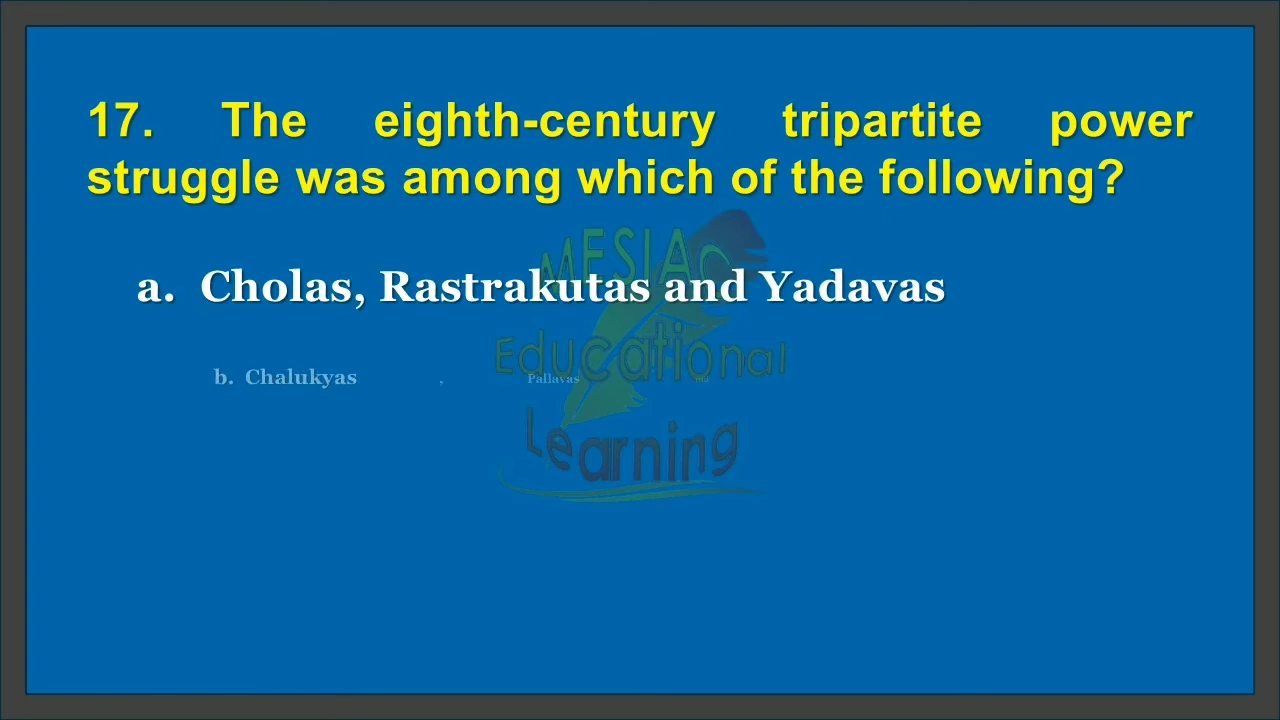 17. The eighth-century tripartite power
struggle was among which of the following?
MESIAC
a. Cholas, Rastrakutas and Yadavas
Educational
b. Chalukyas , Pallavas
Learning